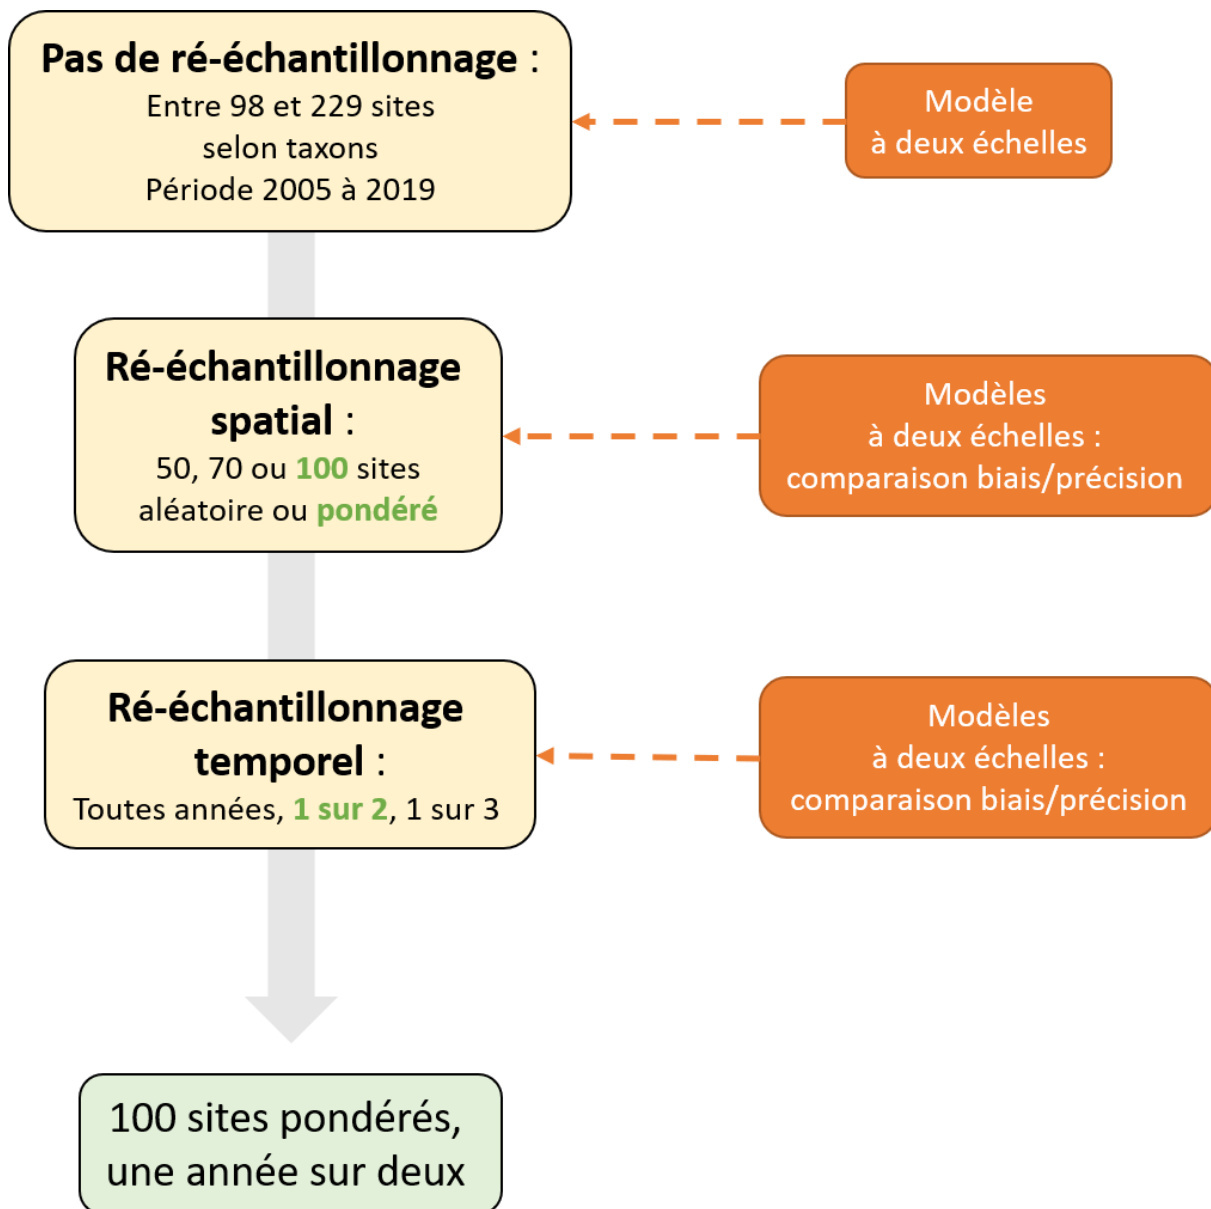 Pas de ré-échantillonnage :
Entre 98 et 229 sites
selon taxons
Période 2005 à 2019
Modèle
à deux échelles
Ré-échantillonnage
spatial :
50, 70 ou 100 sites
aléatoire ou pondéré
Modèles
à deux échelles :
comparaison biais/précision
Ré-échantillonnage
temporel :
Toutes années, 1 sur 2, 1 sur 3
Modèles
à deux échelles :
comparaison biais/précision
100 sites pondérés,
une année sur deux